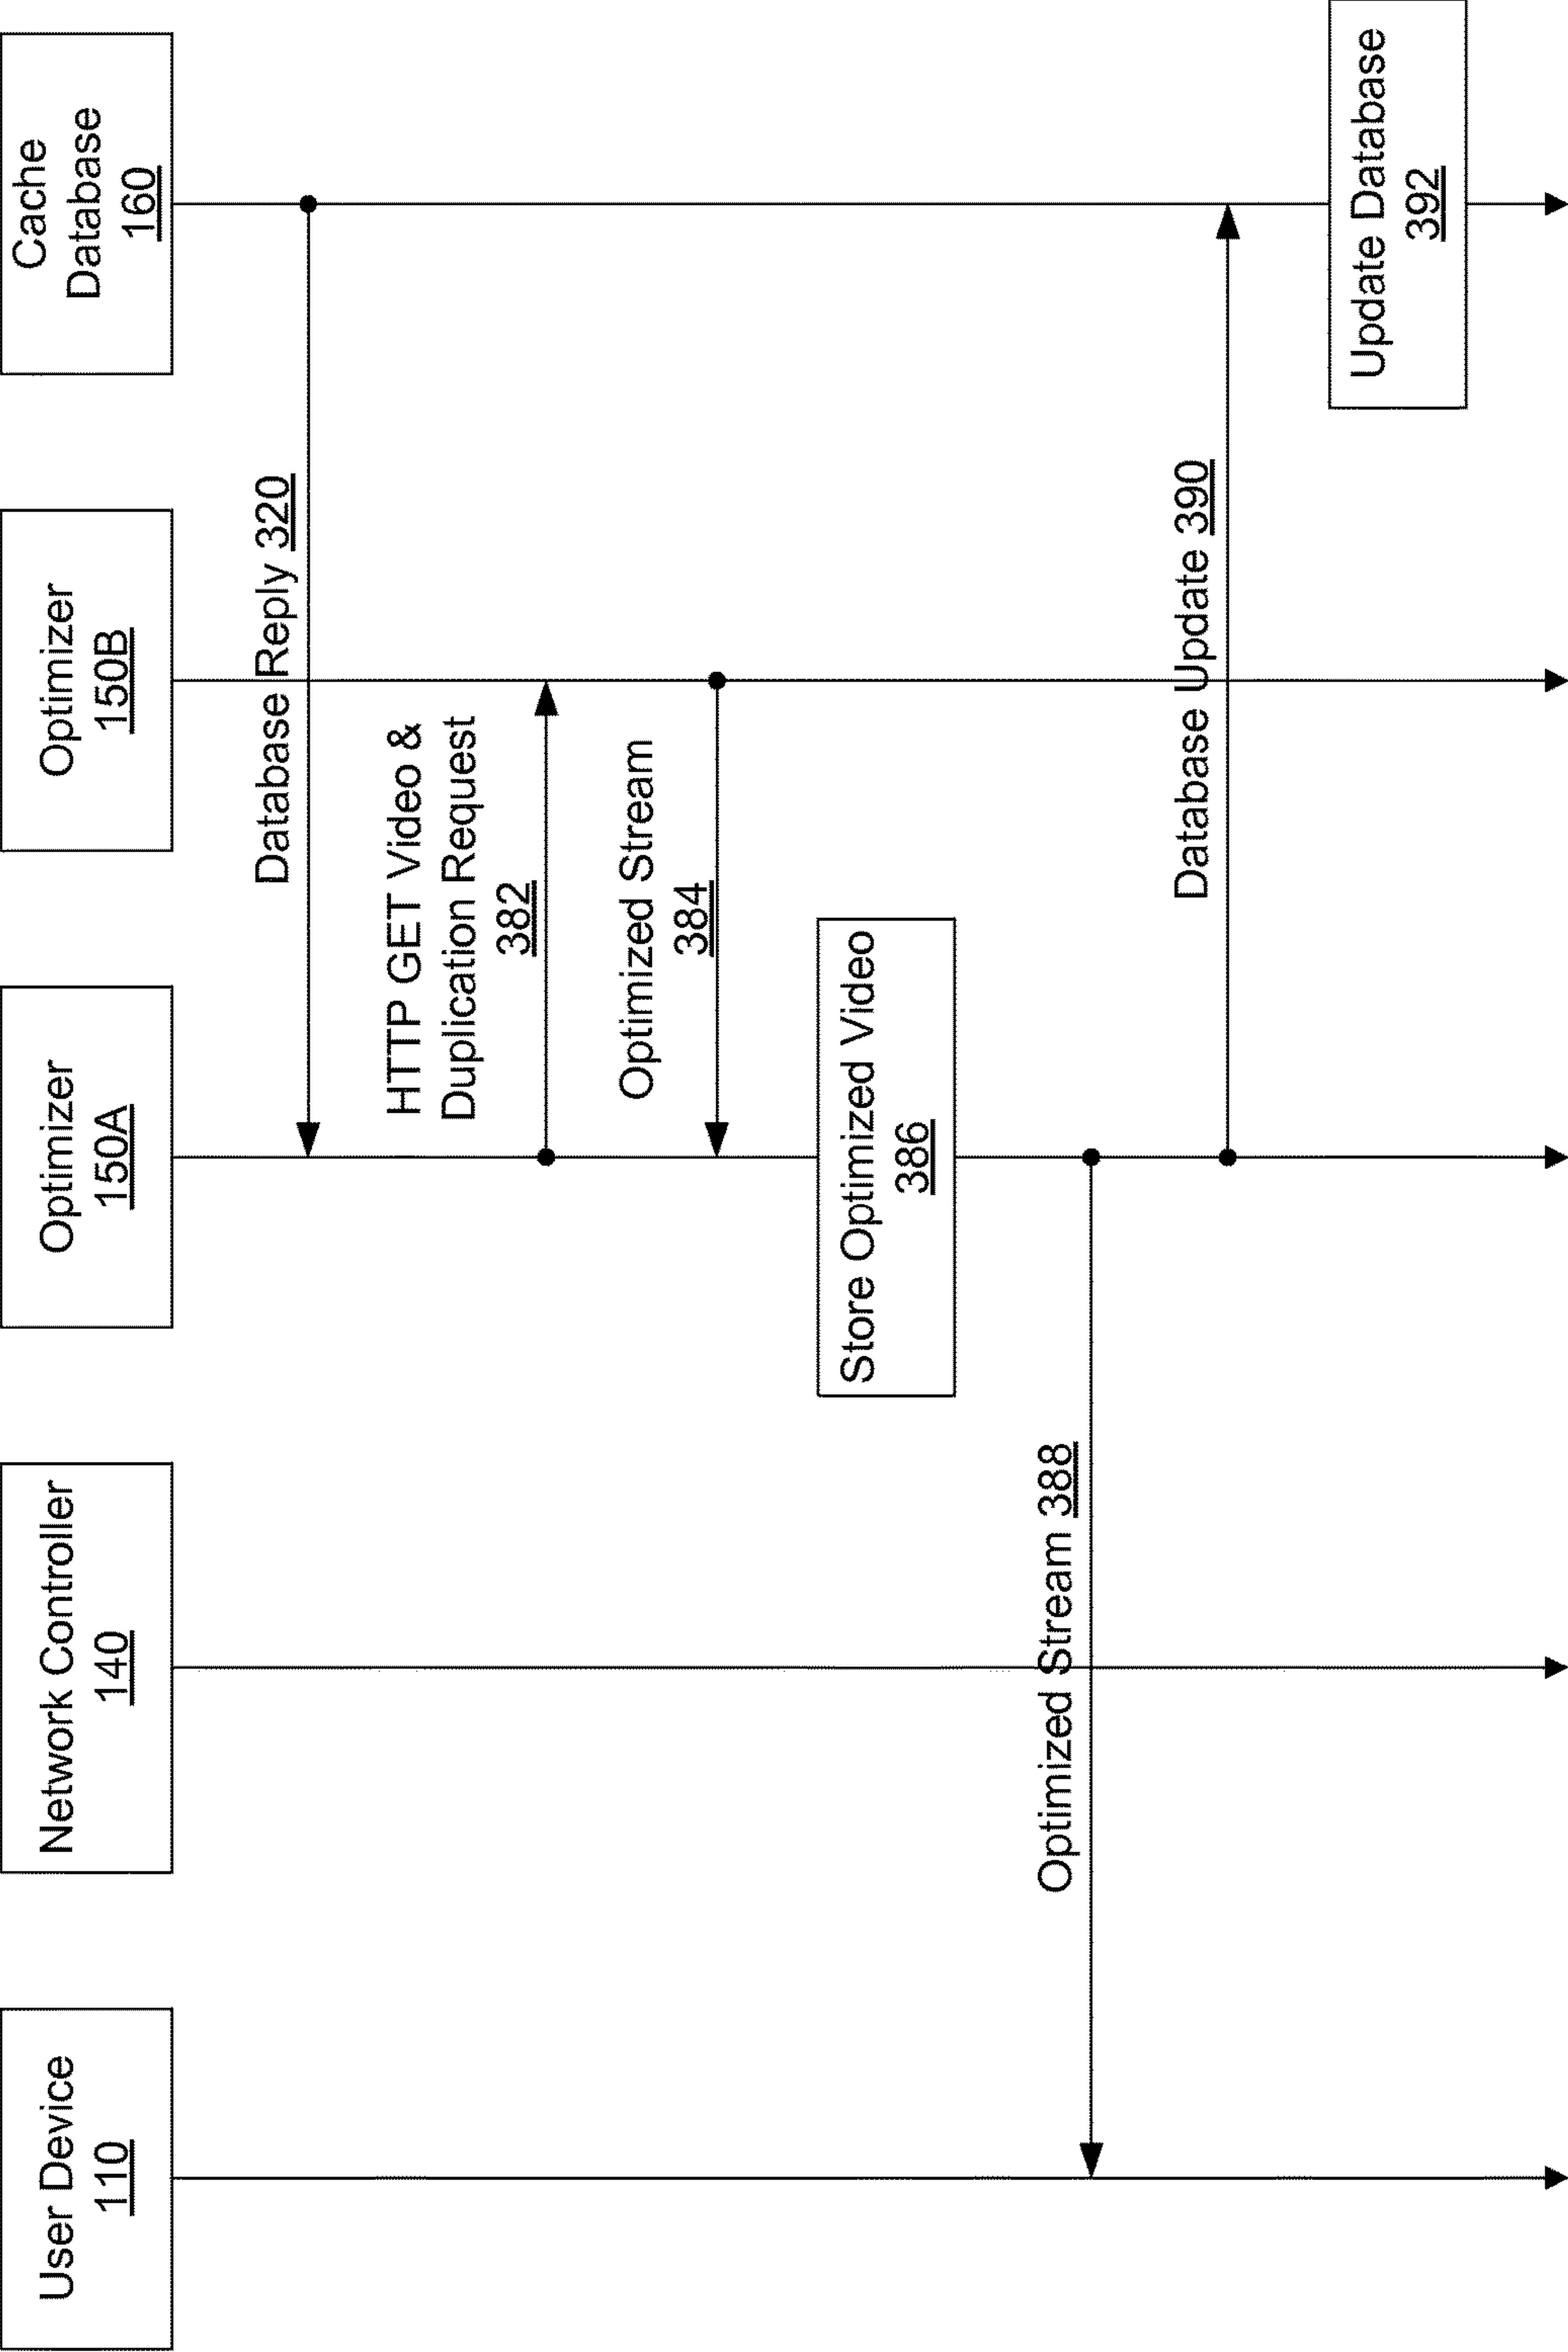 User Device
110
Network Controller
140
Optimizer
150A
Optimizer
150B
Cache
Database
160
Database Reply 320
HTTP GET Video &
Duplication Request
382
Optimized Stream
384
Store Optimized Video
386
Optimized Stream 388
Database Update 390
Update Database
392